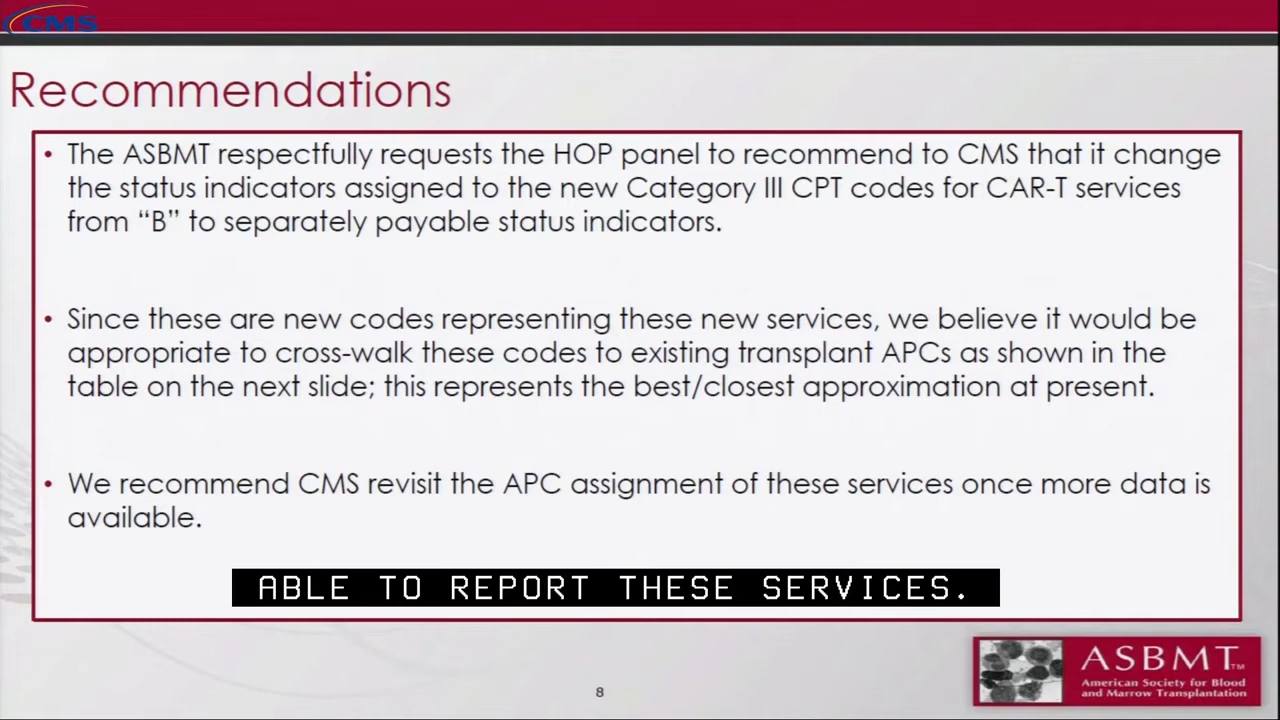 CMS
Recommendations
• The ASBMT respectfully requests the HOP panel to recommend to CMS that it change
the status indicators assigned to the new Category III CPT codes for CAR-T services
from “B” to separately payable status indicators.
• Since these are new codes representing these new services, we believe it would be
appropriate to cross-walk these codes to existing transplant APCs as shown in the
table on the next slide; this represents the best/closest approximation at present.
• We recommend CMS revisit the APC assignment of these services once more data is
available.
ABLE TO REPORT THESE SERVICES.
ASBMT™
American Society for Blood
and Marrow Transplantation
8